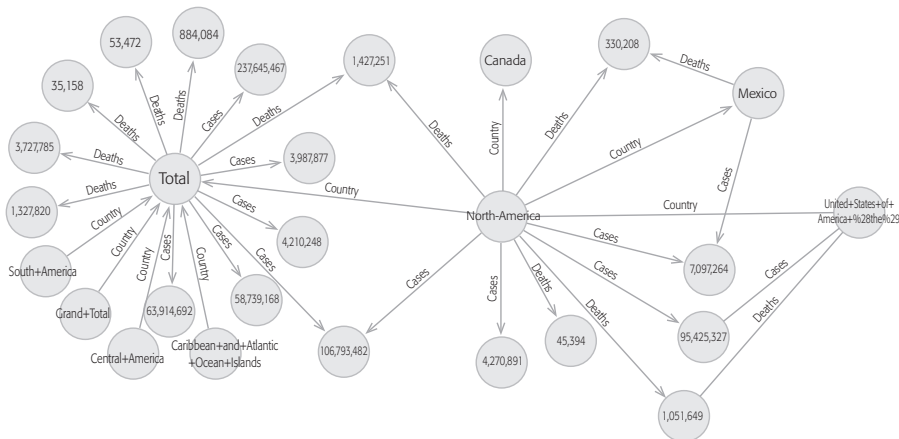 884,084
53,472
237,645,467
1,427,251
Canada
330,208
Mexico
35,158
3,727,785
1,327,820
Total
3,987,877
4,210,248
North-America
United+States+of+
America+%28the%29
South+America
Grand+Total
Central+America
63,914,692
58,739,168
Caribbean+and+Atlantic
+Ocean+Islands
106,793,482
4,270,891
45,394
7,097,264
95,425,327
1,051,649
Deaths
Deaths
Deaths
Deaths
Deaths
Cases
Deaths
Cases
Cases
Cases
Cases
Cases
Country
Country
Country
Country
Country
Deaths
Country
Deaths
Country
Deaths
Cases
Country
Cases
Cases
Cases
Cases
Deaths
Deaths
Cases
Deaths